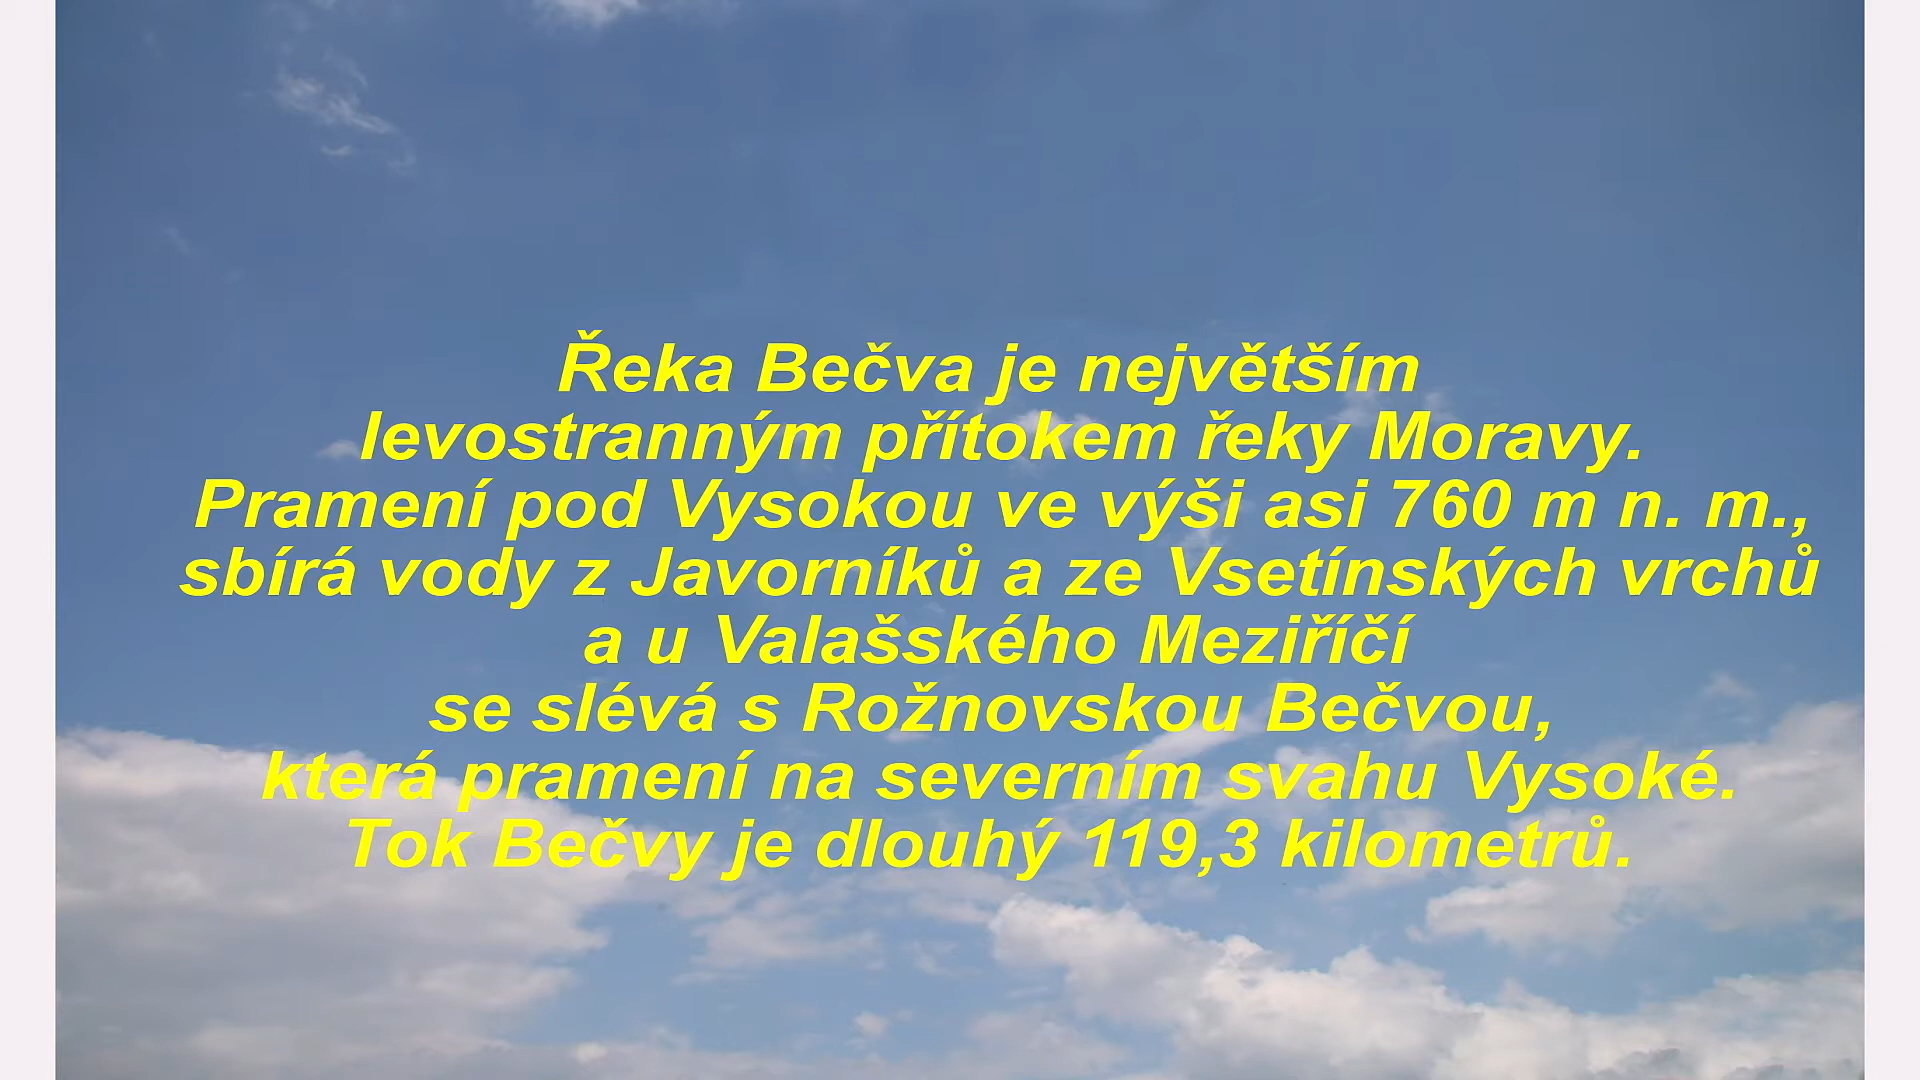 Řeka Bečva je největším
levostranným přítokem řeky Moravy.
Pramení pod Vysokou ve výši asi 760 m n. m.,
sbírá vody z Javorníků a ze Vsetínských vrchů
a u Valašského Meziříčí
se slévá s Rožnovskou Bečvou,
která pramení na severním svahu Vysoké.
Tok Bečvy je dlouhý 119,3 kilometrů.